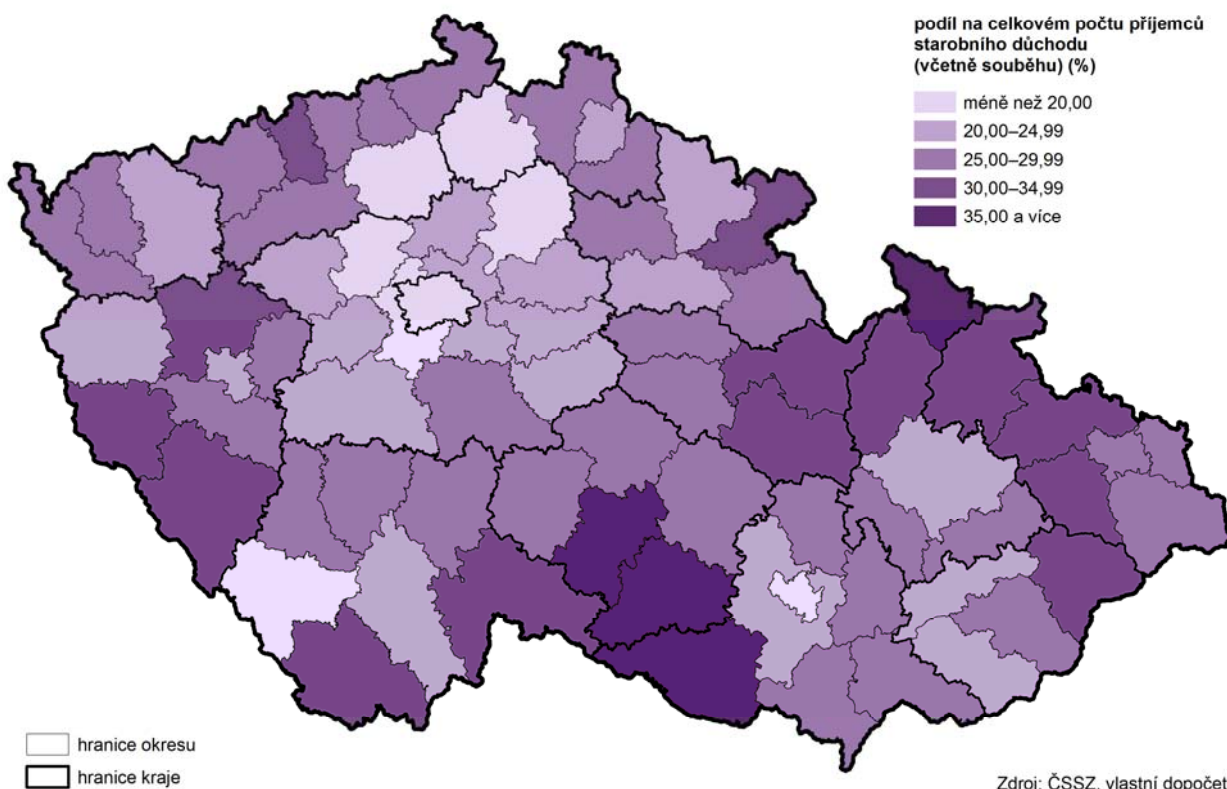 podíl na celkovém počtu příjemců
starobního důchodu
(včetně souběhu) (%)
méně než 20,00
20,00–24,99
25,00–29,99
30,00–34,99
35,00 a více
hranice okresu
hranice kraje
Zdroj: ČSSZ, vlastní dopočet